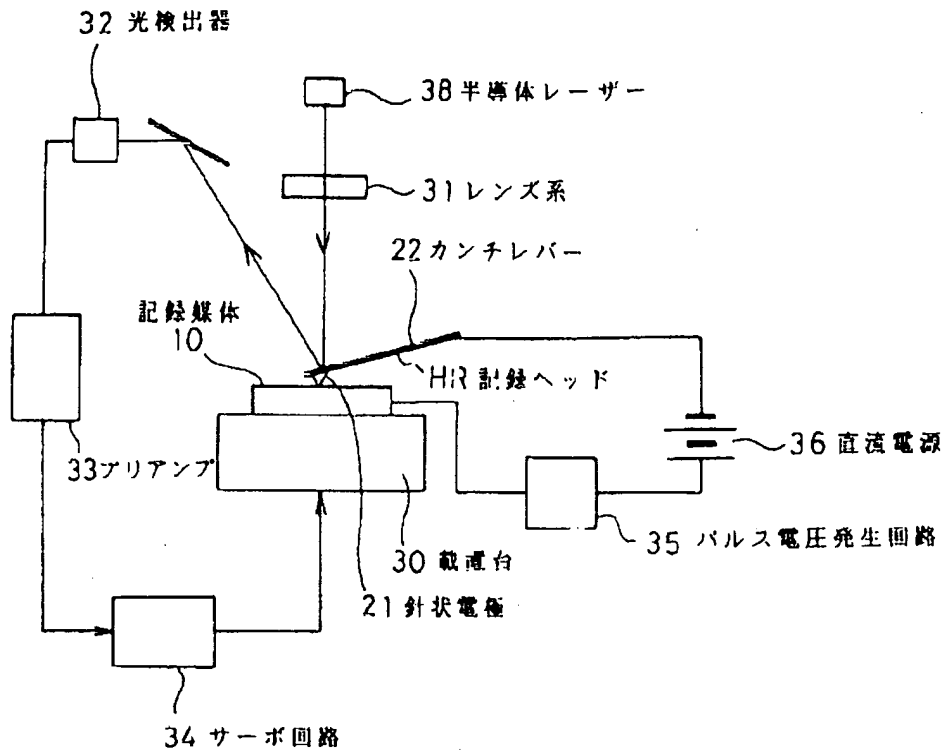 32 光検出器
38 半導体レーザー
31 レンズ系
22 カンチレバー
記録媒体
10
HR 記録ヘッド
33 プリアンプ
36 直流電源
35 パルス電圧発生回路
30 載置台
21 針状電極
34 サーボ回路